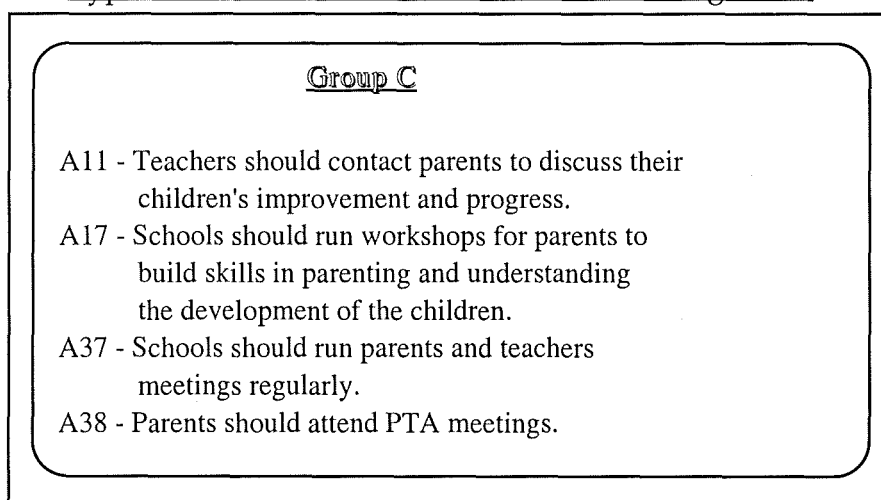 Group C
A11 - Teachers should contact parents to discuss their
children's improvement and progress.
A17 - Schools should run workshops for parents to
build skills in parenting and understanding
the development of the children.
A37 - Schools should run parents and teachers
meetings regularly.
A38 - Parents should attend PTA meetings.